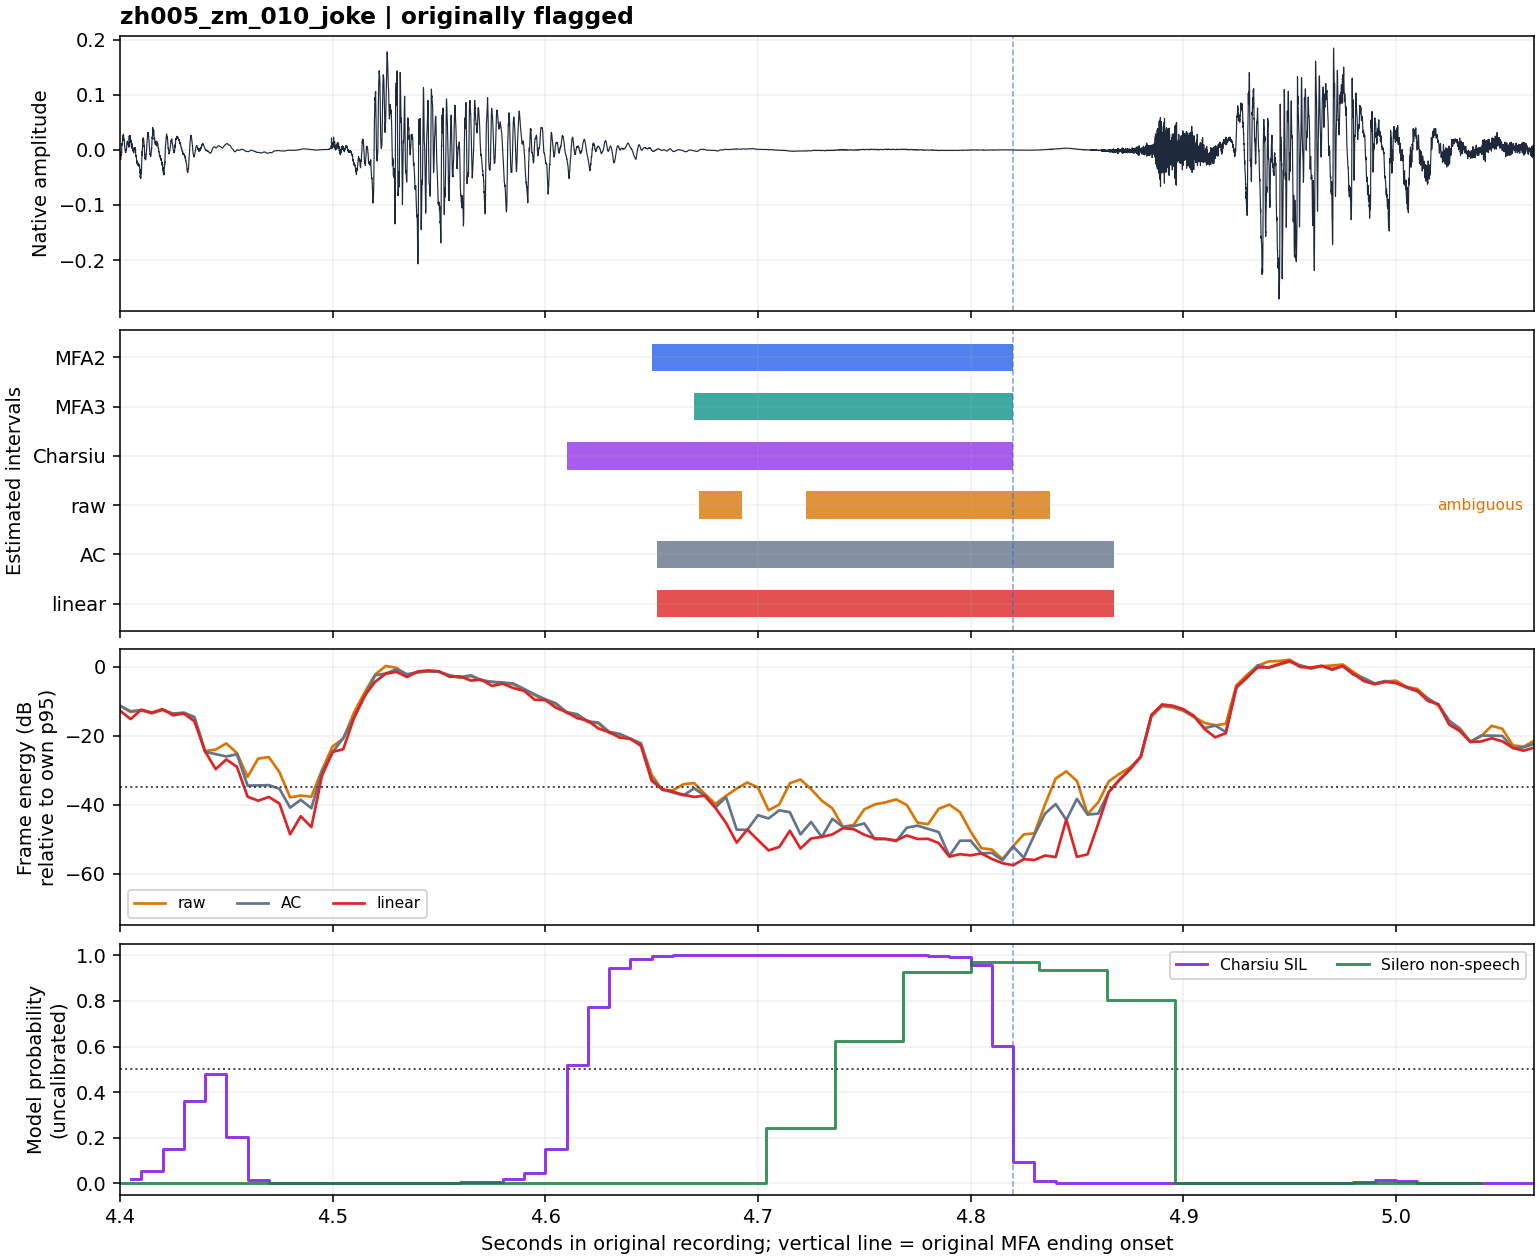 zh005_zm_010_joke | originally flagged
Native amplitude
0.2
0.1
0.0
−0.1
−0.2
Estimated intervals
MFA2
MFA3
Charsiu
raw
AC
linear
ambiguous
Frame energy (dB
relative to own p95)
0
−20
−40
−60
raw
AC
linear
Model probability
(uncalibrated)
1.0
0.8
0.6
0.4
0.2
0.0
Charsiu SIL
Silero non-speech
4.4
4.5
4.6
4.7
4.8
4.9
5.0
Seconds in original recording; vertical line = original MFA ending onset